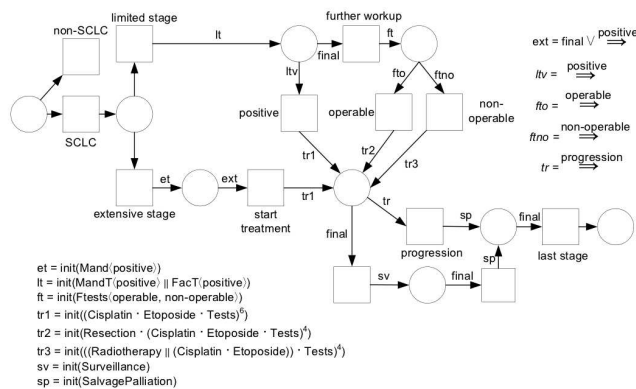 limited stage
further workup
non-SCLC
lt
final
ft
ltv
fto
ftno
SCLC
positive
operable
non-
operable
tr1
tr2
tr3
et
ext
tr1
extensive stage
start
treatment
tr
final
sp
final
progression
last stage
sv
final
sp
ext = final ∨ positive ⟹
ltv = positive ⟹
fto = operable ⟹
ftno = non-operable ⟹
tr = progression ⟹
et = init(Mand⟨positive⟩)
lt = init(MandT⟨positive⟩ || FacT⟨positive⟩)
ft = init(Ftests⟨operable, non-operable⟩)
tr1 = init((Cisplatin · Etoposide · Tests)⁶)
tr2 = init(Resection · (Cisplatin · Etoposide · Tests)⁴)
tr3 = init(((Radiotherapy || (Cisplatin · Etoposide)) · Tests)⁴)
sv = init(Surveillance)
sp = init(SalvagePalliation)